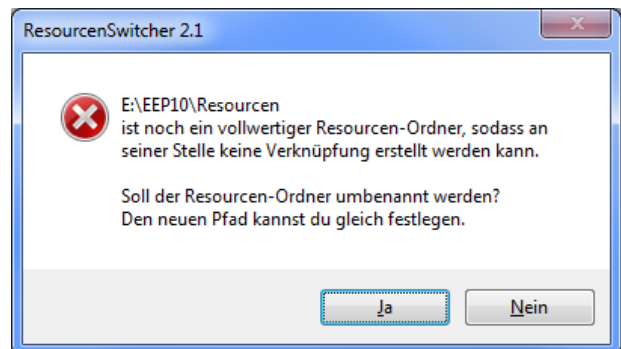 ResourcenSwitcher 2.1
E:\EEP10\Resourcen
ist noch ein vollwertiger Resourcen-Ordner, sodass an
seiner Stelle keine Verknüpfung erstellt werden kann.
Soll der Resourcen-Ordner umbenannt werden?
Den neuen Pfad kannst du gleich festlegen.
Ja
Nein